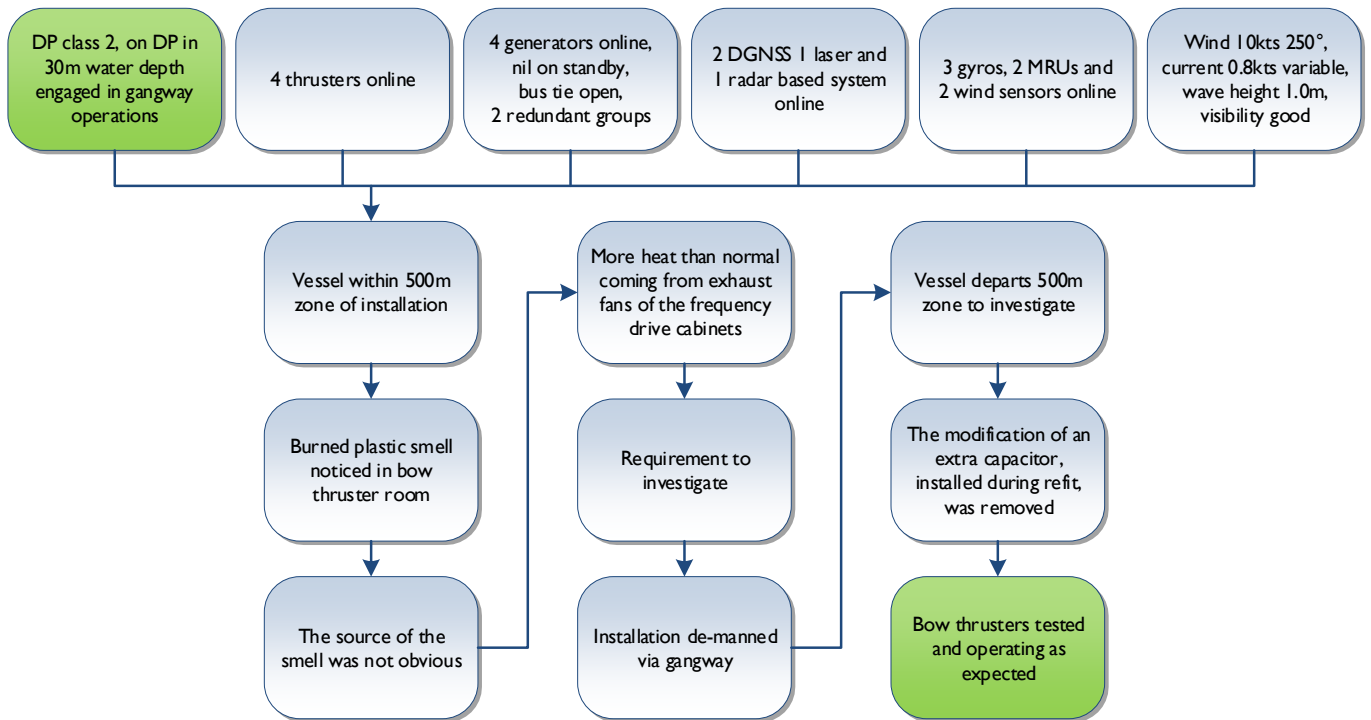 DP class 2, on DP in
30m water depth
engaged in gangway
operations
4 thrusters online
4 generators online,
nil on standby,
bus tie open,
2 redundant groups
2 DGNSS 1 laser and
1 radar based system
online
3 gyros, 2 MRUs and
2 wind sensors online
Wind 10kts 250°,
current 0.8kts variable,
wave height 1.0m,
visibility good
Vessel within 500m
zone of installation
Burned plastic smell
noticed in bow
thruster room
The source of the
smell was not obvious
More heat than normal
coming from exhaust
fans of the frequency
drive cabinets
Requirement to
investigate
Installation de-manned
via gangway
Vessel departs 500m
zone to investigate
The modification of an
extra capacitor,
installed during refit,
was removed
Bow thrusters tested
and operating as
expected